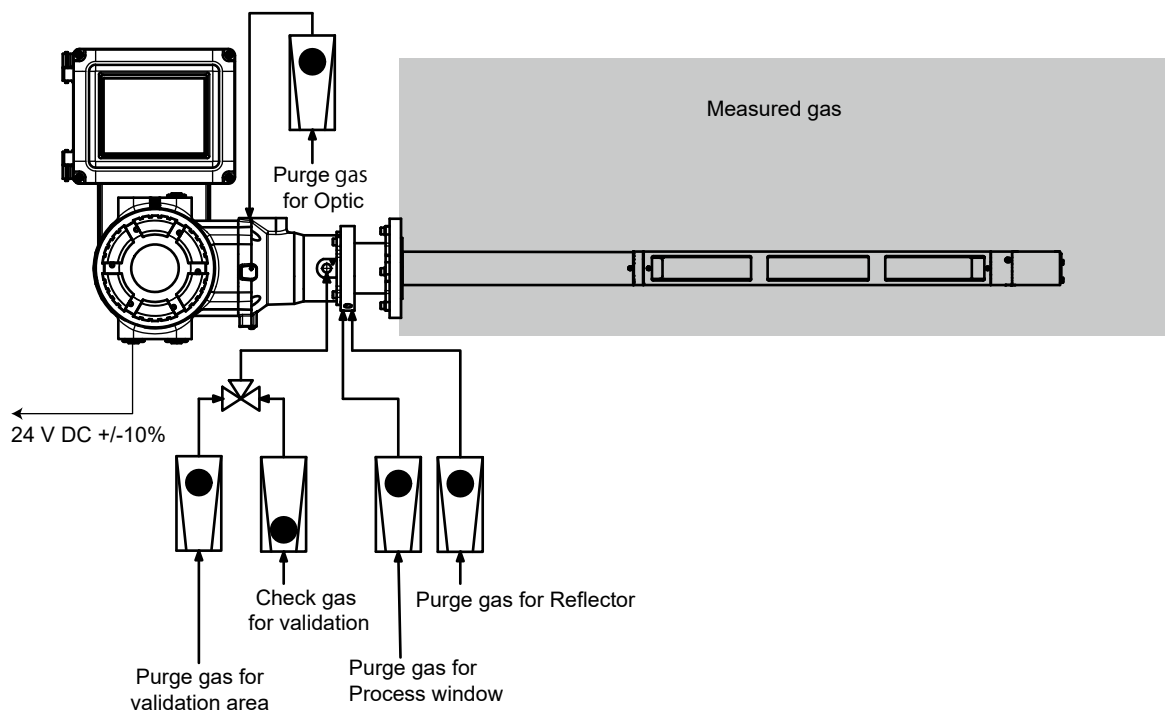 Measured gas
Purge gas
for Optic
24 V DC +/-10%
Check gas
for validation
Purge gas for Reflector
Purge gas for
validation area
Purge gas for
Process window